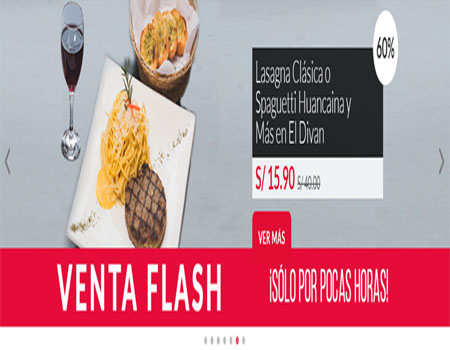 60%
Lasagna Clásica o
Spaguetti Huancaina y
Más en El Divan
S/ 15.90 S/ 40.00
VER MÁS
VENTA FLASH ¡SÓLO POR POCAS HORAS!